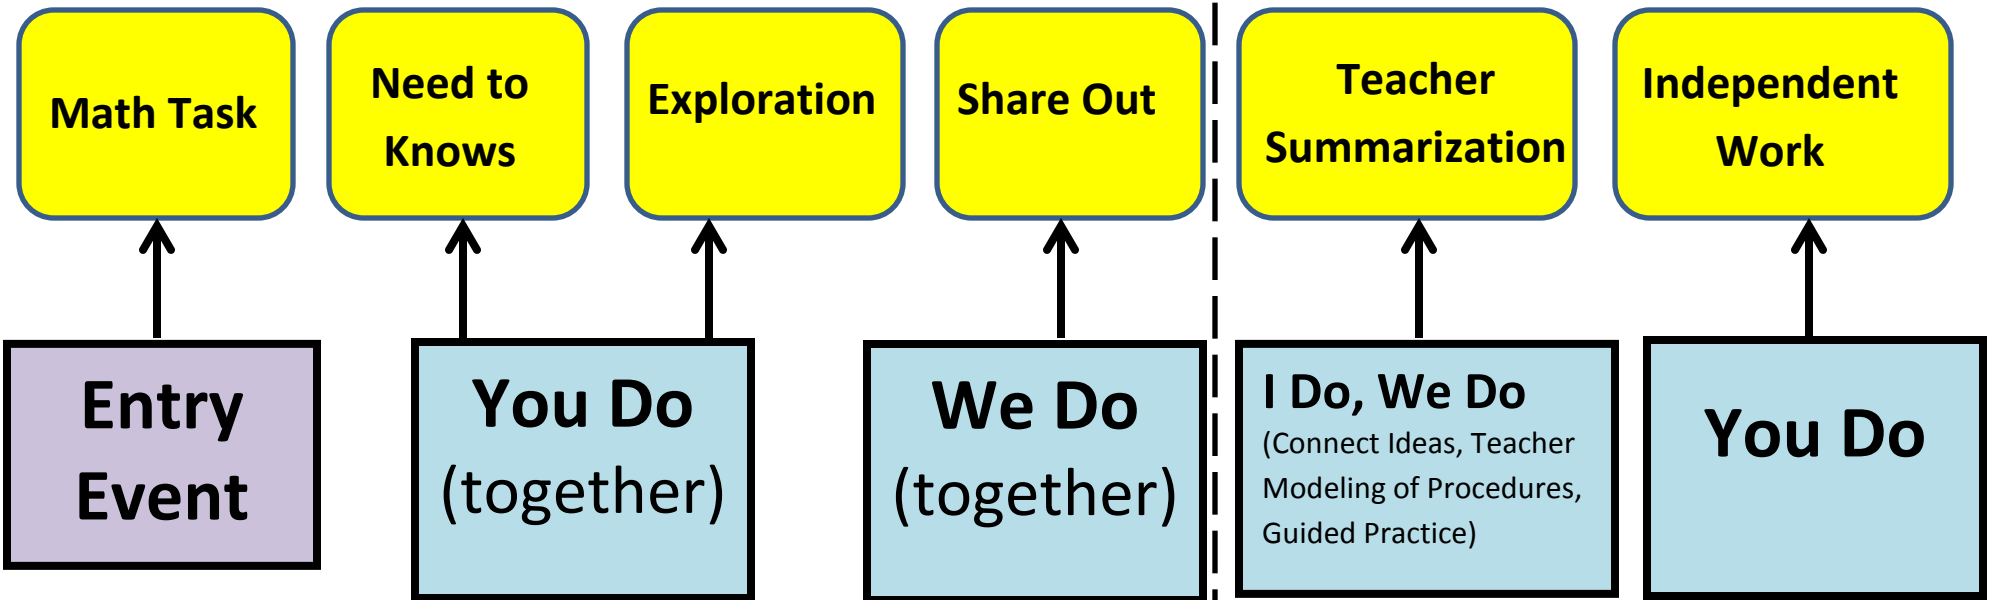 Math Task
Need to
Knows
Exploration
Share Out
Teacher
Summarization
Independent
Work
Entry
Event
You Do
(together)
We Do
(together)
I Do, We Do
(Connect Ideas, Teacher
Modeling of Procedures,
Guided Practice)
You Do